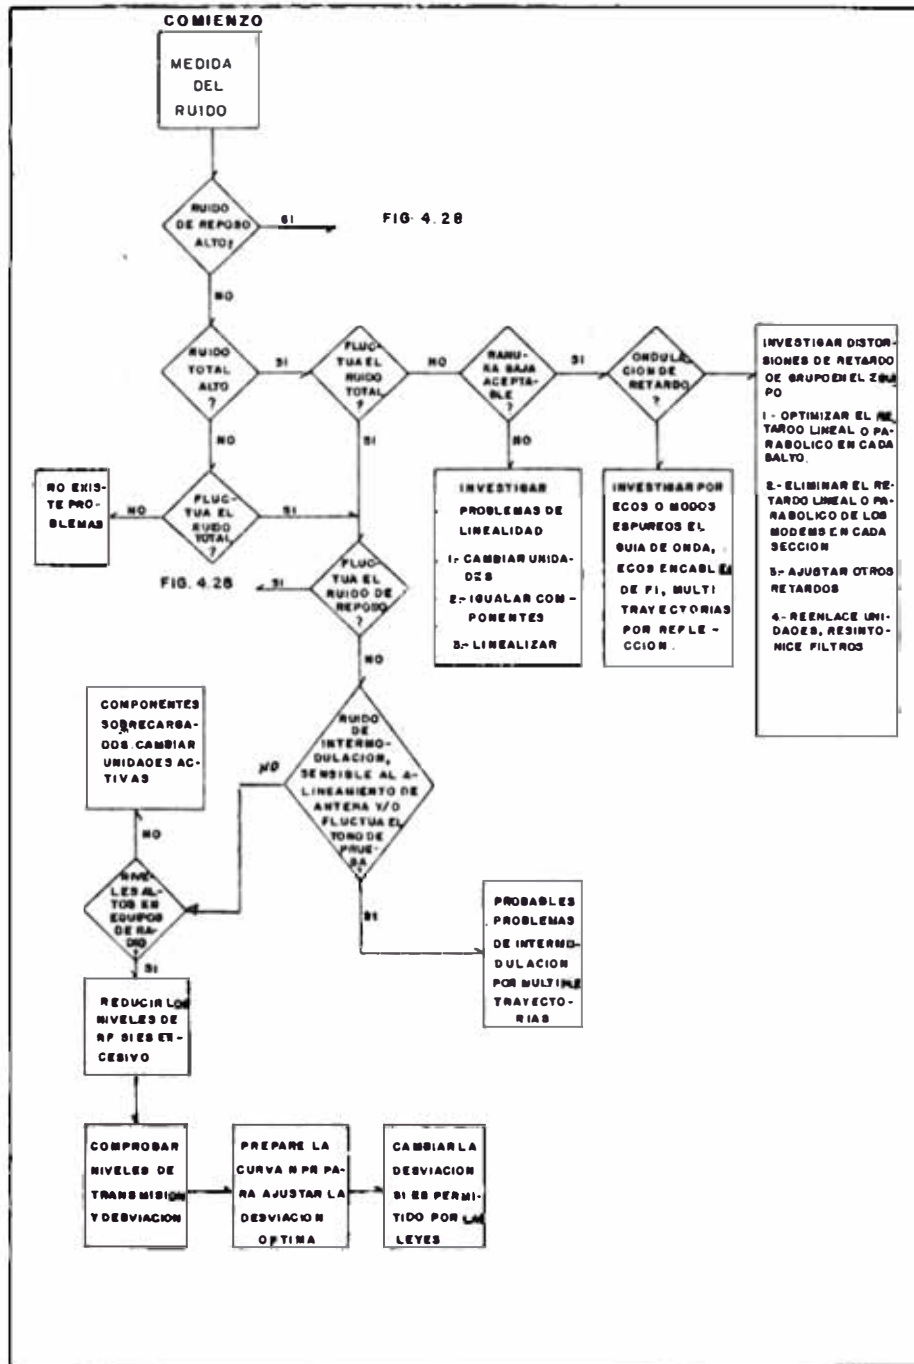 COMIENZO
MEDIDA
DEL
RUIDO
RUIDO
DE REPOSO
ALTO?
SI
FIG. 4.28
NO
RUIDO
TOTAL
ALTO
?
SI
FLUC-
TUA EL
RUIDO
TOTAL
?
NO
RANU-
RA BAJA
ACEPTA-
BLE
?
SI
ONDULA
CION DE
RETARDO
?
INVESTIGAR DISTOR-
SIONES DE RETARDO
DE GRUPO EN EL EQUI
PO
1.- OPTIMIZAR EL RE
TARDO LINEAL O PA-
RABOLICO EN CADA
SALTO.
2.- ELIMINAR EL RE-
TARDO LINEAL O PA-
RABOLICO DE LOS
MODEMS EN CADA
SECCION
3.- AJUSTAR OTROS
RETARDOS
4.- REENLACE UNI-
DADES, RESINTO-
NICE FILTROS
NO
SI
NO
INVESTIGAR
PROBLEMAS DE
LINEALIDAD
1.- CAMBIAR UNIDA-
DES
2.- IGUALAR COM-
PONENTES
3.- LINEALIZAR
INVESTIGAR POR
ECOS O MODOS
ESPUREOS EL
GUIA DE ONDA,
ECOS EN CABLES
DE FI, MULTI
TRAYECTORIAS
POR REFLE-
CCION.
NO EXIS-
TE PRO-
BLEMAS
NO
FLUC-
TUA EL
RUIDO
TOTAL,
?
SI
FIG. 4.28
SI
FLUC-
TUA EL
RUIDO DE
REPOSO
?
NO
COMPONENTES
SOBRECARGA-
DOS. CAMBIAR
UNIDADES AC-
TIVAS
RUIDO
DE
INTERMO-
DULACION,
SENSIBLE AL A-
LINEAMIENTO DE
ANTENA Y/O
FLUCTUA EL
TONO DE
PRUE-
BA
NO
NO
NIVE-
LES AL-
TOS EN
EQUIPOS
DE RA-
DIO
SI
SI
PROBABLES
PROBLEMAS
DE INTERMO-
DULACION
POR MULTIPLE
TRAYECTO-
RIAS
REDUCIR LOS
NIVELES DE
RF SI ES EX-
CESIVO
COMPROBAR
NIVELES DE
TRANSMISION
Y DESVIACION
PREPARE LA
CURVA NPR PA-
RA AJUSTAR LA
DESVIACION
OPTIMA
CAMBIAR LA
DESVIACION
SI ES PERMI-
TIDO POR LAS
LEYES